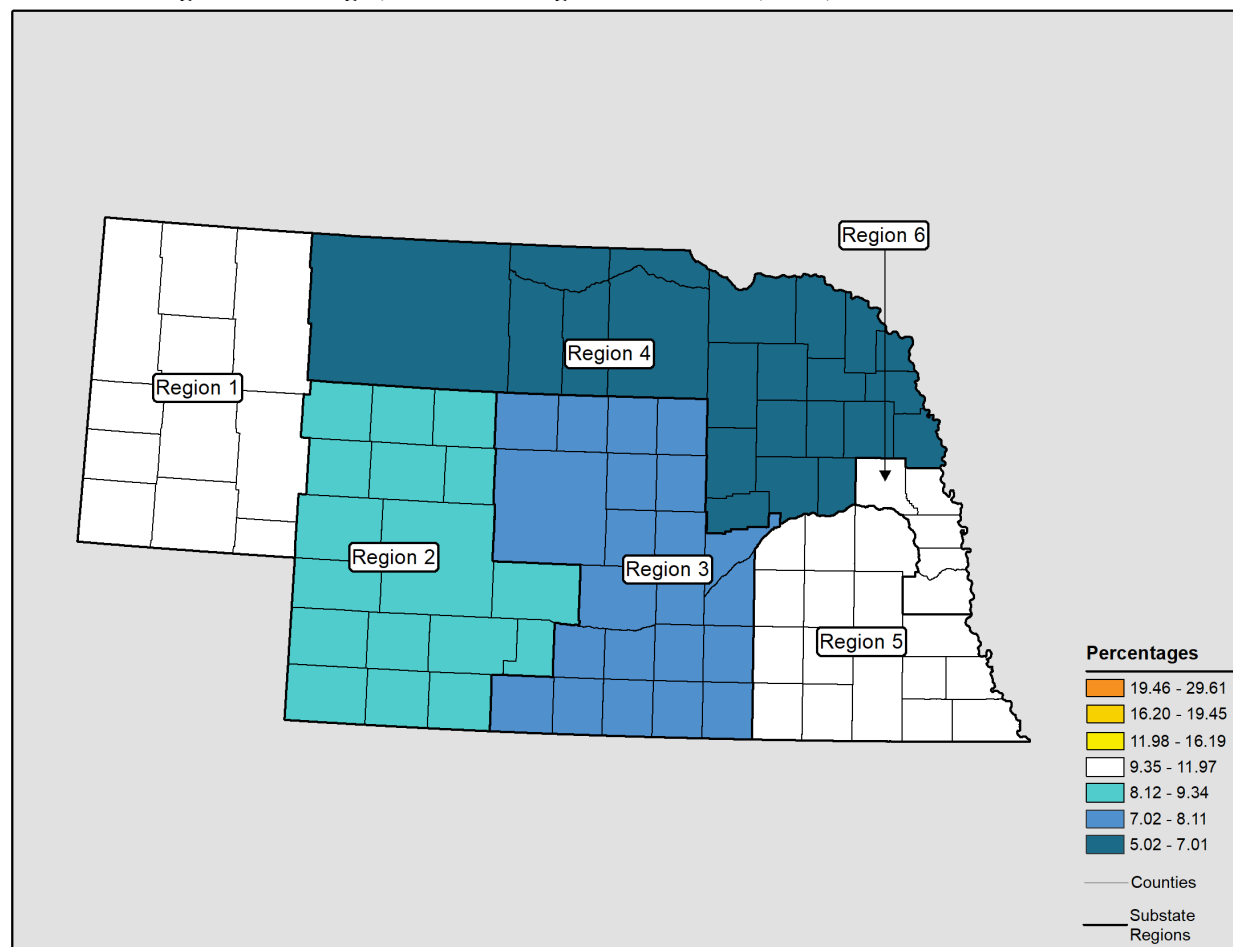 Region 6
Region 4
Region 1
Region 2
Region 3
Region 5
Percentages
19.46 - 29.61
16.20 - 19.45
11.98 - 16.19
9.35 - 11.97
8.12 - 9.34
7.02 - 8.11
5.02 - 7.01
Counties
Substate
Regions